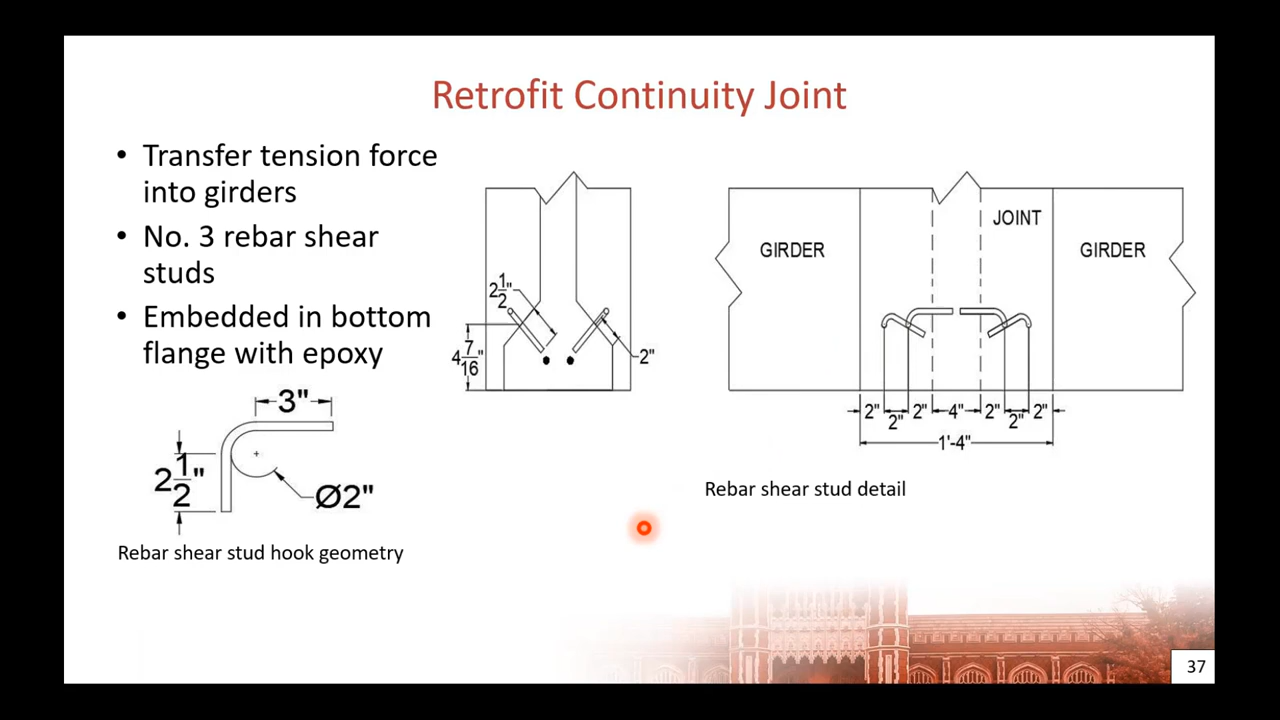 Retrofit Continuity Joint
• Transfer tension force
into girders
• No. 3 rebar shear
studs
• Embedded in bottom
flange with epoxy
3"
2 1/2"
Ø2"
Rebar shear stud hook geometry
2 1/2"
4 7/16"
2"
GIRDER
JOINT
GIRDER
2" 2" 2" 4" 2" 2" 2"
1'-4"
Rebar shear stud detail
37